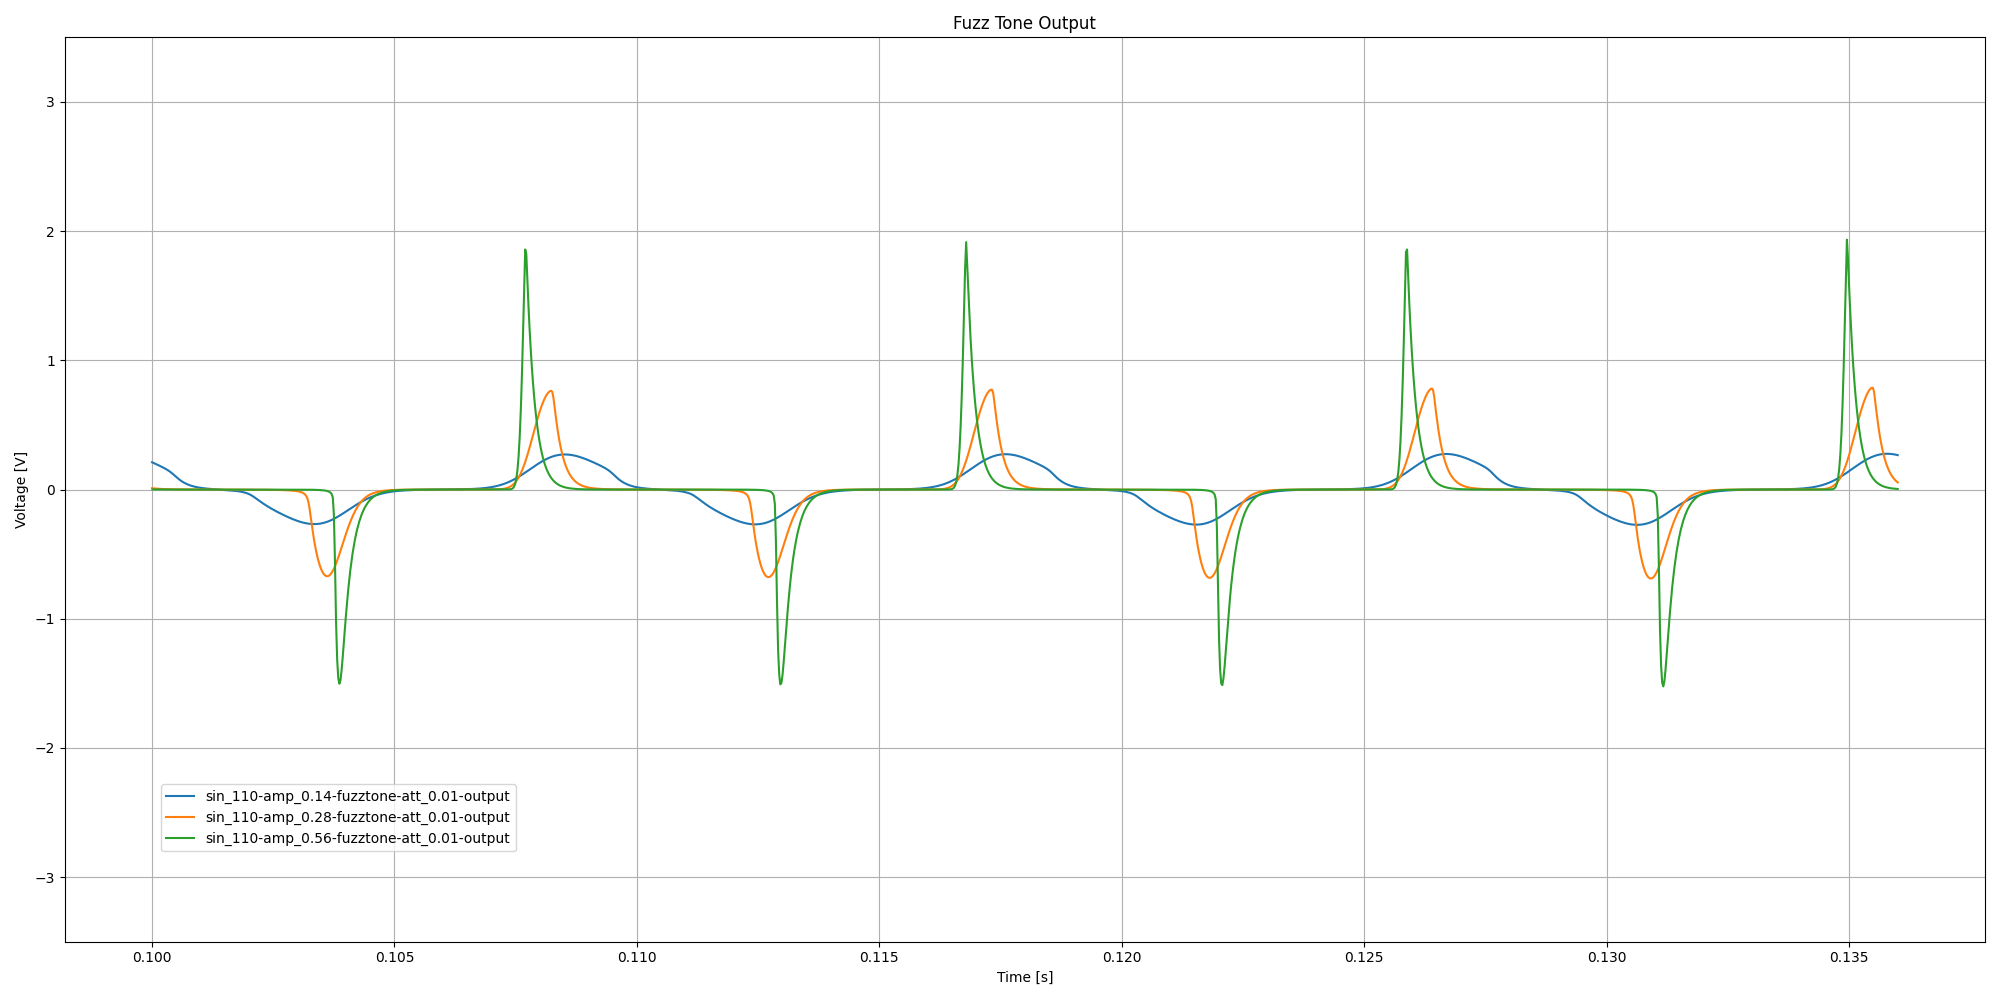 Fuzz Tone Output
Voltage [V]
3
2
1
0
−1
−2
−3
sin_110-amp_0.14-fuzztone-att_0.01-output
sin_110-amp_0.28-fuzztone-att_0.01-output
sin_110-amp_0.56-fuzztone-att_0.01-output
0.100 0.105 0.110 0.115 0.120 0.125 0.130 0.135
Time [s]